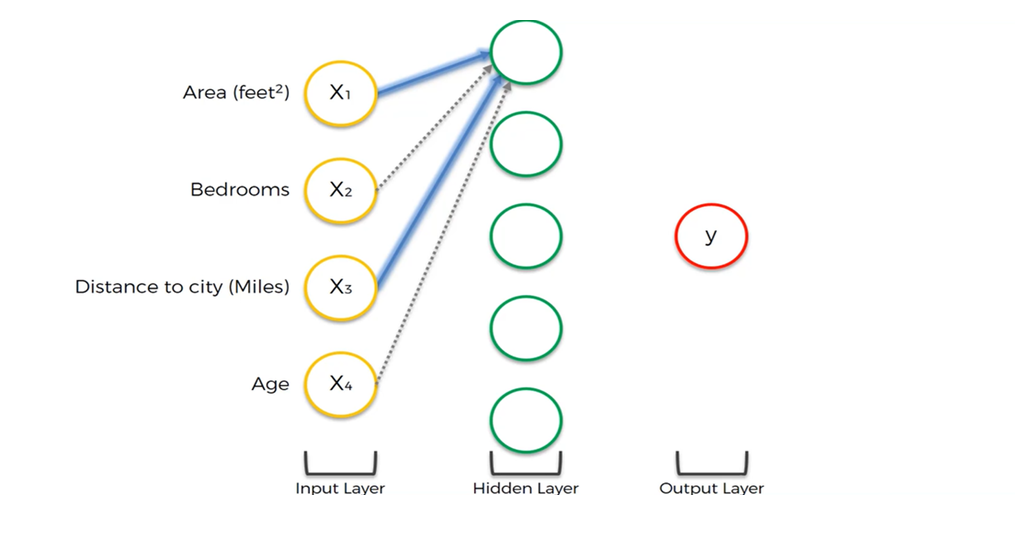 Area (feet²)
X₁
Bedrooms
X₂
Distance to city (Miles)
X₃
Age
X₄
y
Input Layer
Hidden Layer
Output Layer